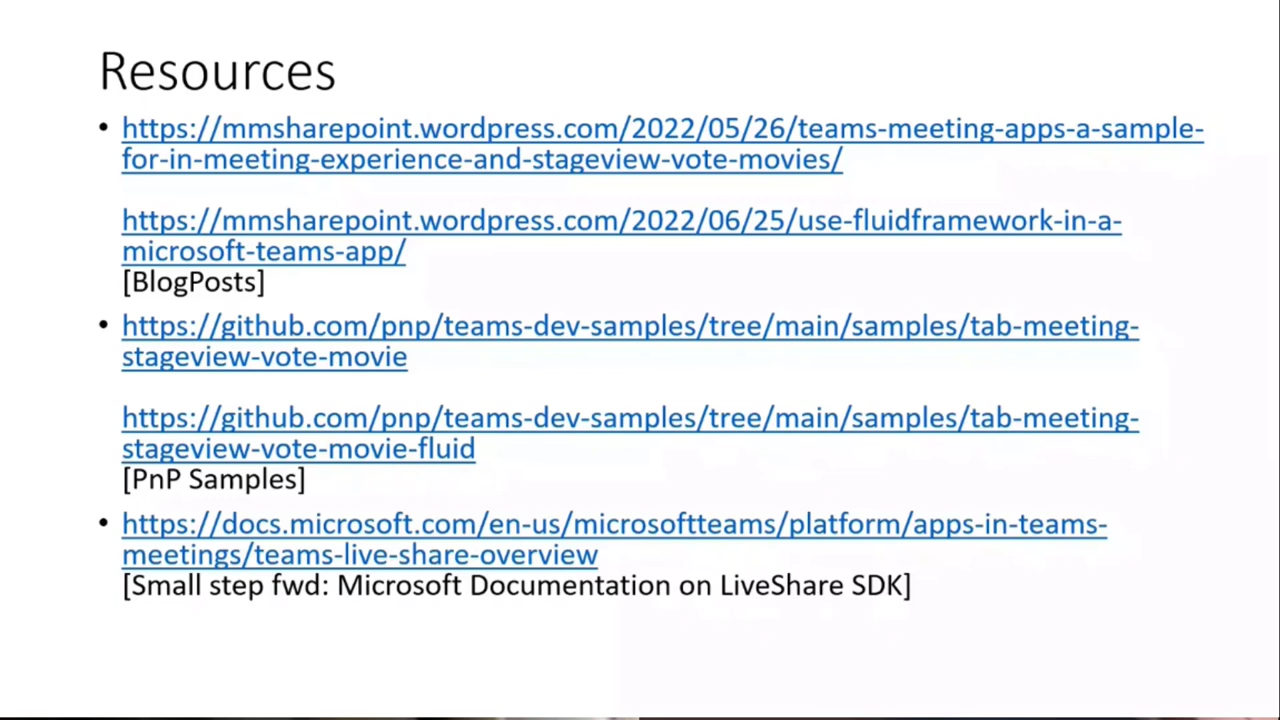 Resources
• https://mmsharepoint.wordpress.com/2022/05/26/teams-meeting-apps-a-sample-
for-in-meeting-experience-and-stageview-vote-movies/
https://mmsharepoint.wordpress.com/2022/06/25/use-fluidframework-in-a-
microsoft-teams-app/
[BlogPosts]
• https://github.com/pnp/teams-dev-samples/tree/main/samples/tab-meeting-
stageview-vote-movie
https://github.com/pnp/teams-dev-samples/tree/main/samples/tab-meeting-
stageview-vote-movie-fluid
[PnP Samples]
• https://docs.microsoft.com/en-us/microsoftteams/platform/apps-in-teams-
meetings/teams-live-share-overview
[Small step fwd: Microsoft Documentation on LiveShare SDK]